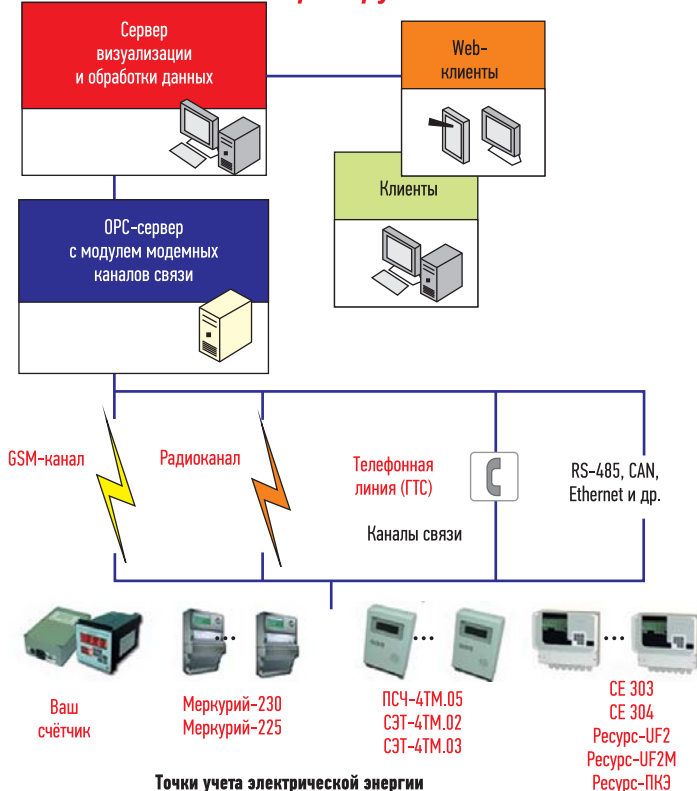 Сервер
визуализации
и обработки данных
Web-
клиенты
Клиенты
OPC-сервер
с модулем модемных
каналов связи
GSM-канал
Радиоканал
Телефонная
линия (ГТС)
RS-485, CAN,
Ethernet и др.
Каналы связи
Ваш
счётчик
Меркурий-230
Меркурий-225
ПСЧ-4ТМ.05
СЭТ-4ТМ.02
СЭТ-4ТМ.03
СЕ 303
СЕ 304
Ресурс-UF2
Ресурс-UF2M
Ресурс-ПКЭ
Точки учета электрической энергии